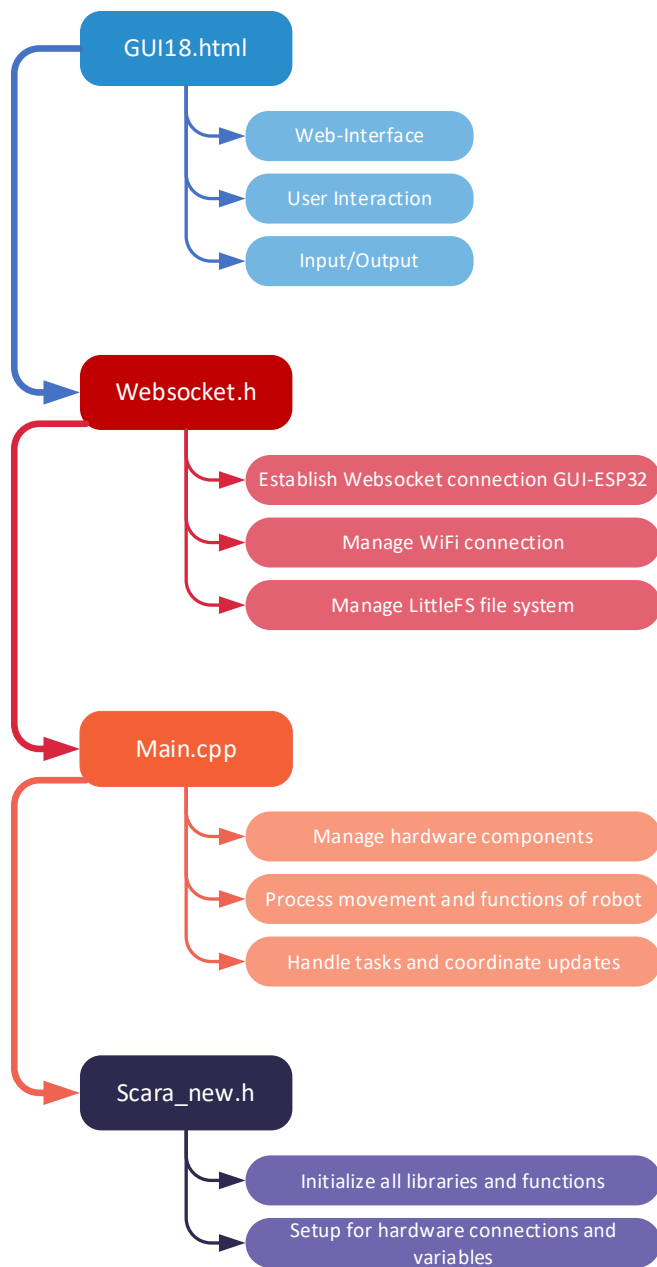 GUI18.html
Web-Interface
User Interaction
Input/Output
Websocket.h
Establish Websocket connection GUI-ESP32
Manage WiFi connection
Manage LittleFS file system
Main.cpp
Manage hardware components
Process movement and functions of robot
Handle tasks and coordinate updates
Scara_new.h
Initialize all libraries and functions
Setup for hardware connections and
variables